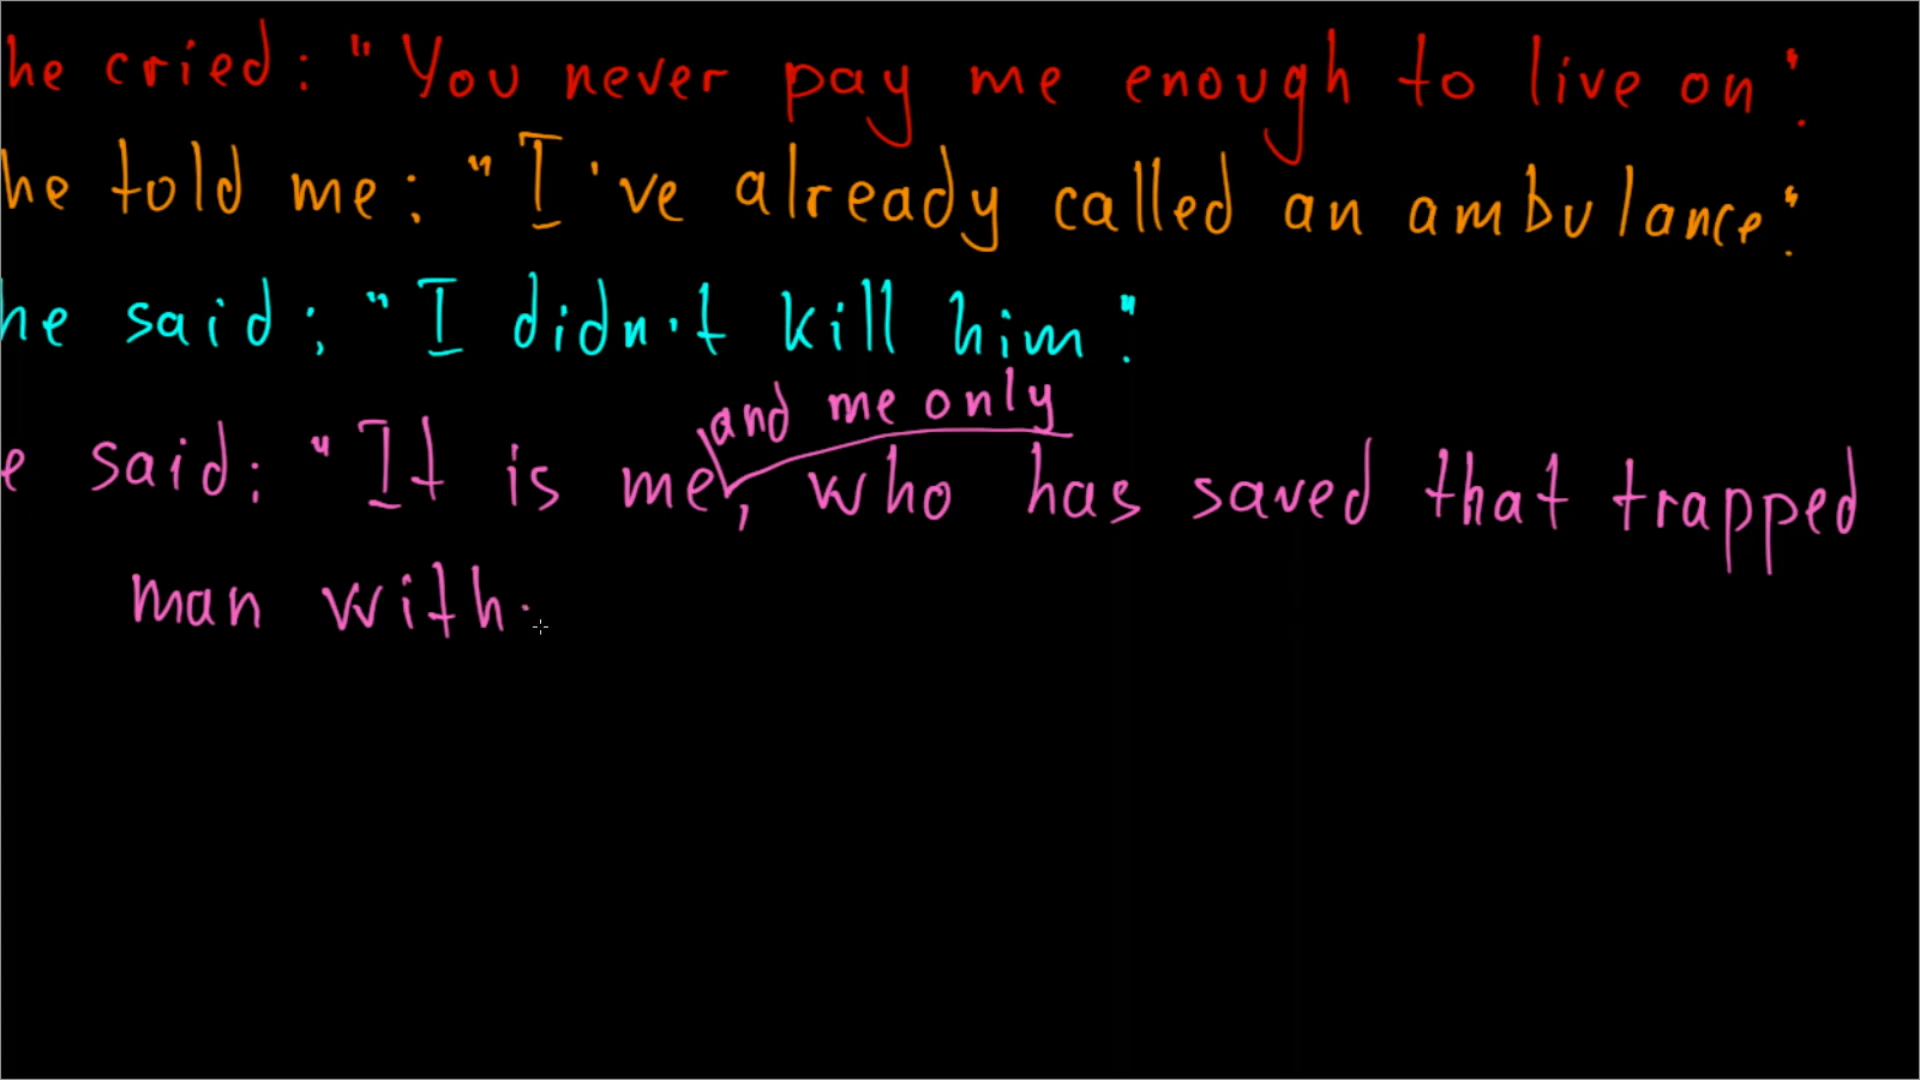 he cried: "You never pay me enough to live on".
he told me: "I've already called an ambulance".
he said: "I didn't kill him".
and me only
e said: "It is me, who has saved that trapped
man with